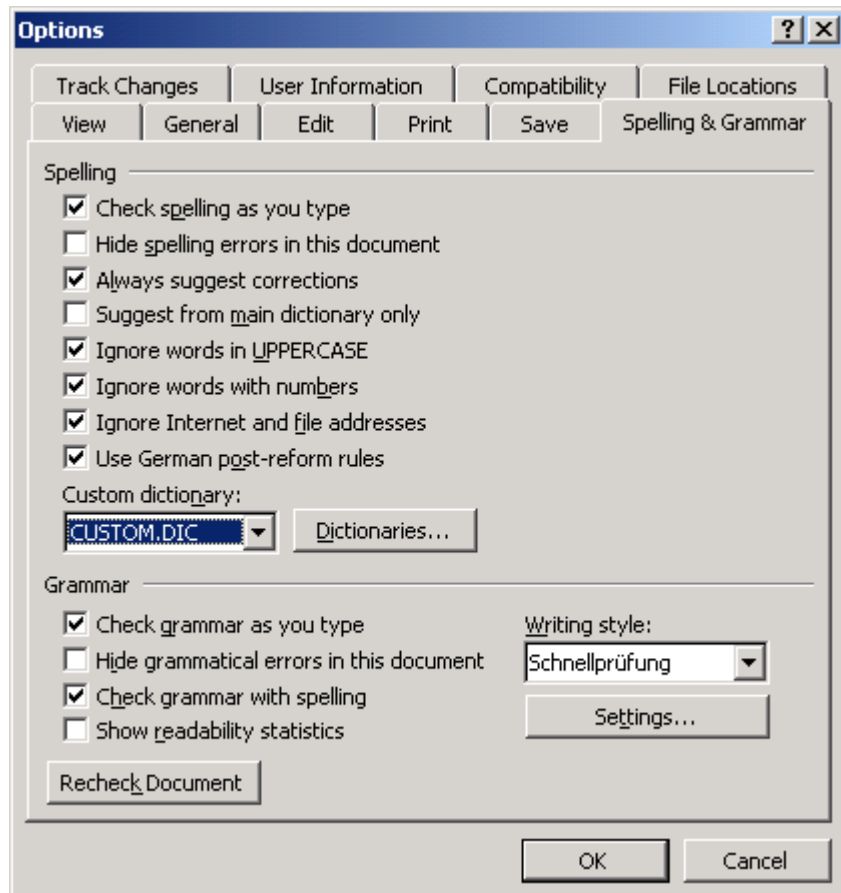 Options
Track Changes User Information Compatibility File Locations
View General Edit Print Save Spelling & Grammar
Spelling
Check spelling as you type
Hide spelling errors in this document
Always suggest corrections
Suggest from main dictionary only
Ignore words in UPPERCASE
Ignore words with numbers
Ignore Internet and file addresses
Use German post-reform rules
Custom dictionary:
CUSTOM.DIC Dictionaries...
Grammar
Check grammar as you type Writing style:
Hide grammatical errors in this document Schnellprüfung
Check grammar with spelling
Show readability statistics Settings...
Recheck Document
OK Cancel